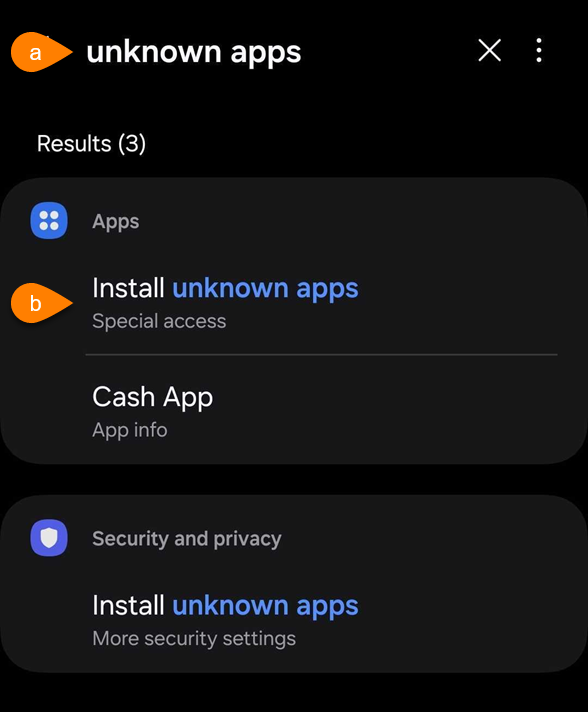 a
unknown apps
Results (3)
Apps
Install unknown apps
b
Special access
Cash App
App info
Security and privacy
Install unknown apps
More security settings